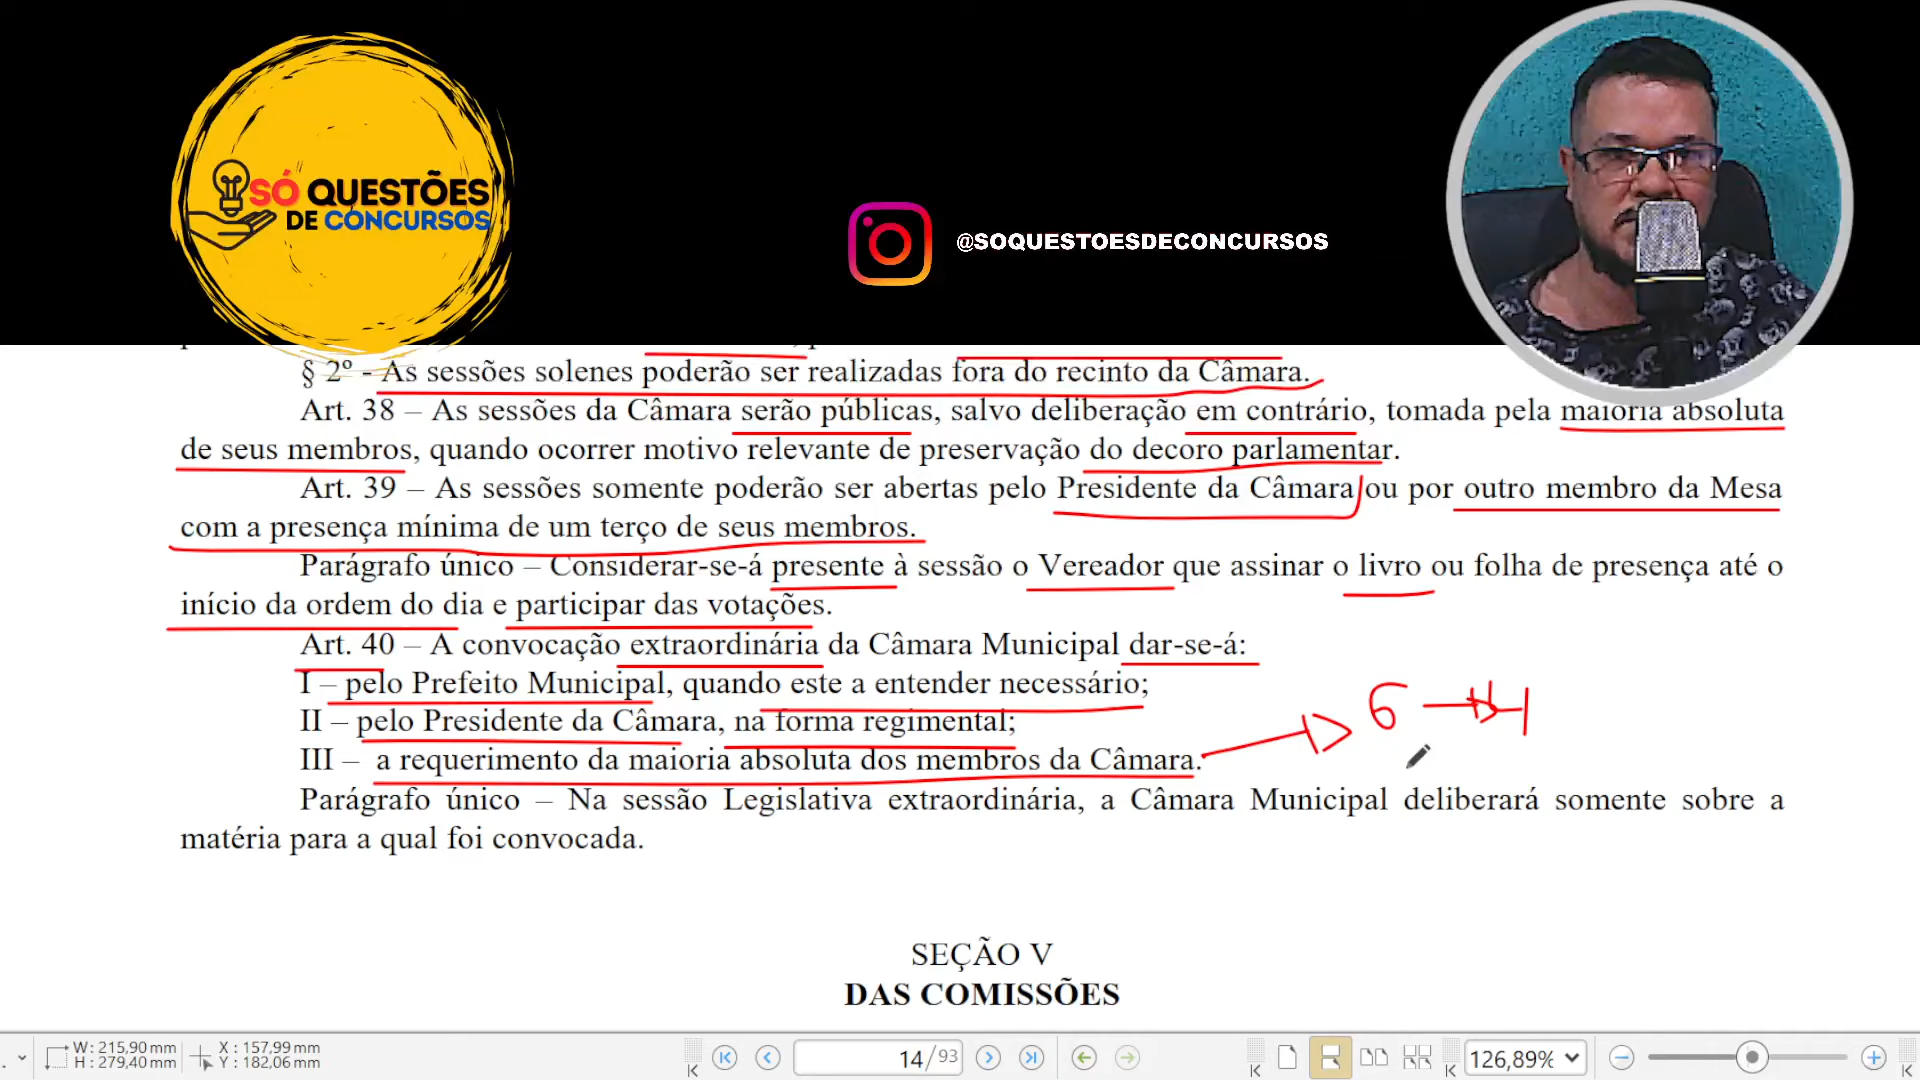 SÓ QUESTÕES
DE CONCURSOS
@SOQUESTOESDECONCURSOS
§ 2º - As sessões solenes poderão ser realizadas fora do recinto da Câmara.
Art. 38 – As sessões da Câmara serão públicas, salvo deliberação em contrário, tomada pela maioria absoluta
de seus membros, quando ocorrer motivo relevante de preservação do decoro parlamentar.
Art. 39 – As sessões somente poderão ser abertas pelo Presidente da Câmara ou por outro membro da Mesa
com a presença mínima de um terço de seus membros.
Parágrafo único – Considerar-se-á presente à sessão o Vereador que assinar o livro ou folha de presença até o
início da ordem do dia e participar das votações.
Art. 40 – A convocação extraordinária da Câmara Municipal dar-se-á:
I – pelo Prefeito Municipal, quando este a entender necessário;
II – pelo Presidente da Câmara, na forma regimental;
III – a requerimento da maioria absoluta dos membros da Câmara.
6
Parágrafo único – Na sessão Legislativa extraordinária, a Câmara Municipal deliberará somente sobre a
matéria para a qual foi convocada.
SEÇÃO V
DAS COMISSÕES
W: 215,90 mm
H: 279,40 mm
X : 157,99 mm
Y : 182,06 mm
14/93
126,89%